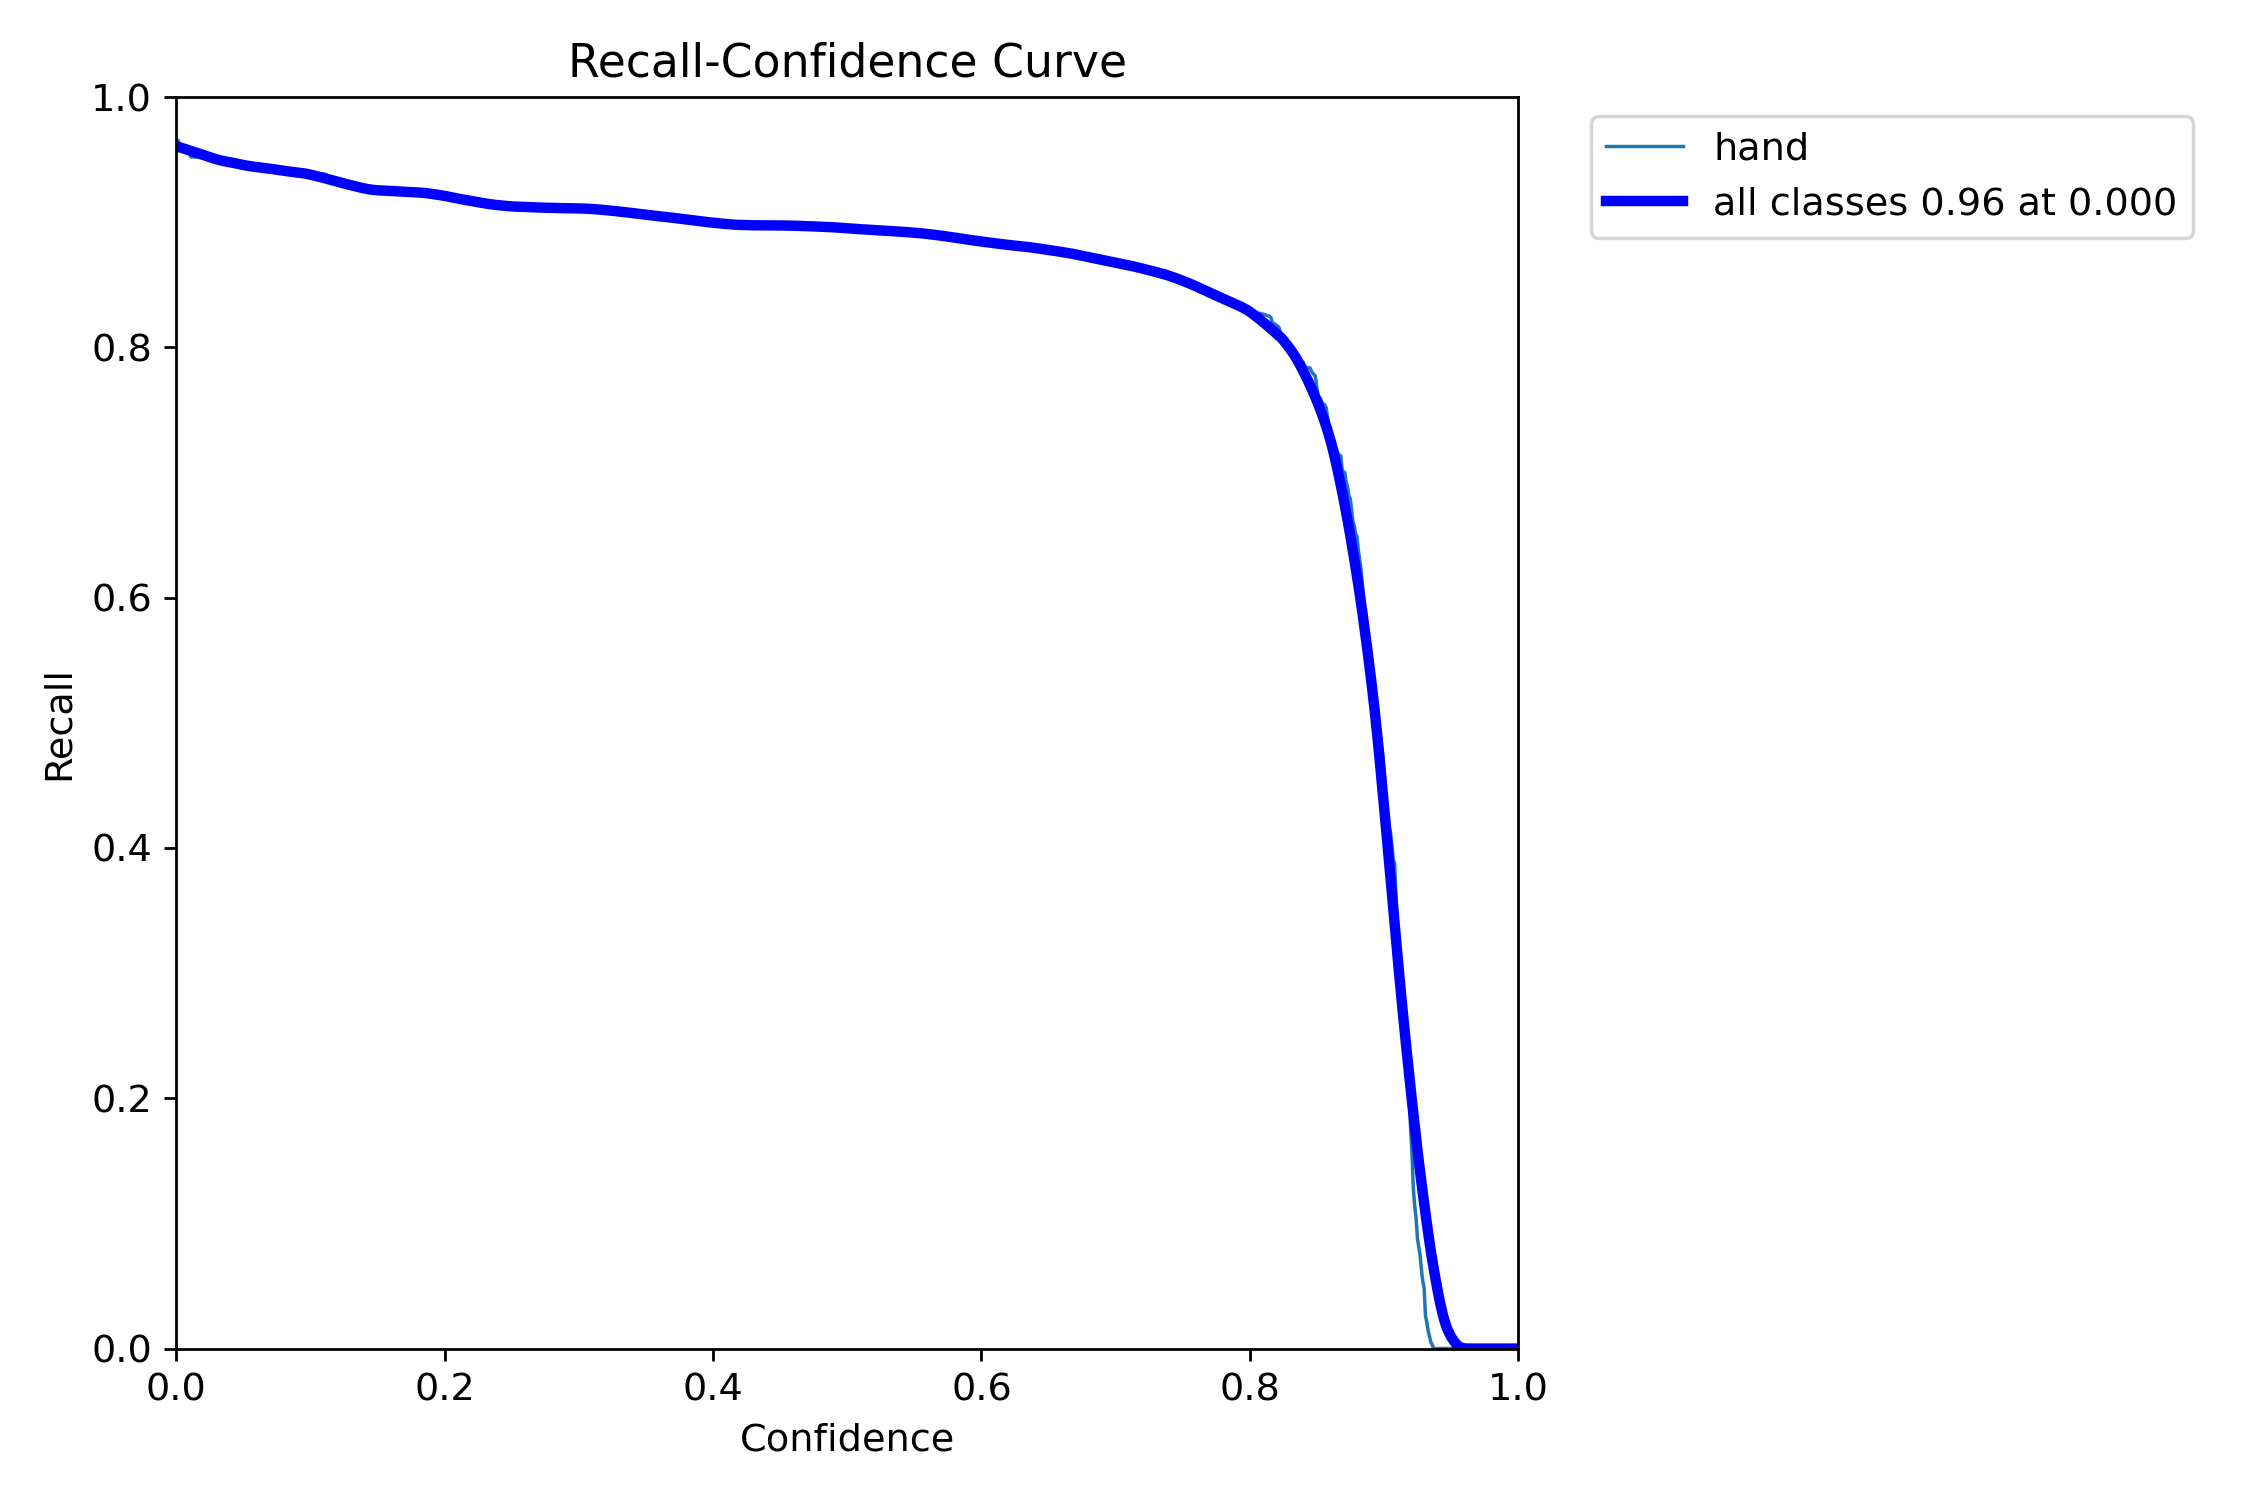 Recall-Confidence Curve
1.0
0.8
0.6
0.4
0.2
0.0
Recall
0.0 0.2 0.4 0.6 0.8 1.0
Confidence
hand
all classes 0.96 at 0.000